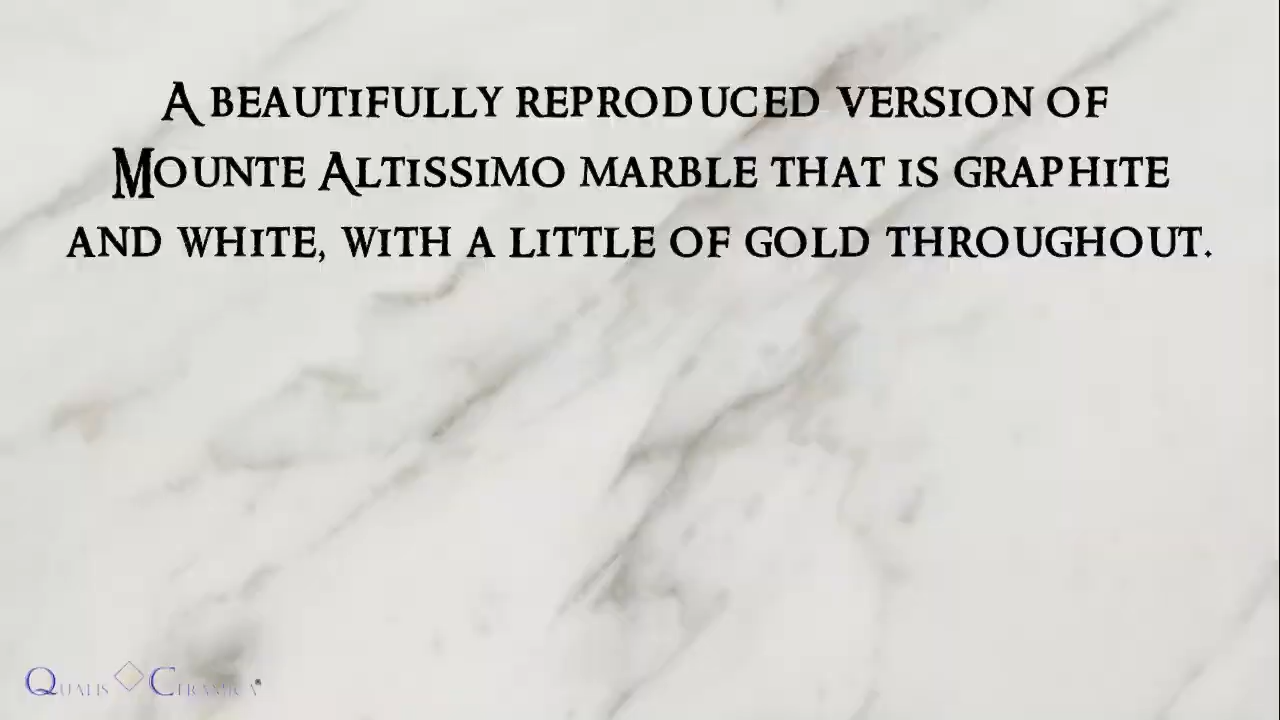 A beautifully reproduced version of
Mounte Altissimo marble that is graphite
and white, with a little of gold throughout.
Qualis Ceramica